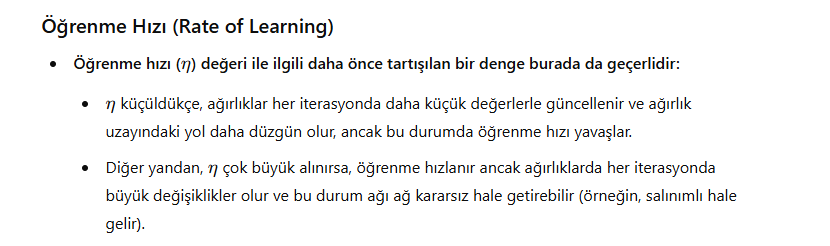 Öğrenme Hızı (Rate of Learning)
• Öğrenme hızı (η) değeri ile ilgili daha önce tartışılan bir denge burada da geçerlidir:
• η küçüldükçe, ağırlıklar her iterasyonda daha küçük değerlerle güncellenir ve ağırlık
uzayındaki yol daha düzgün olur, ancak bu durumda öğrenme hızı yavaşlar.
• Diğer yandan, η çok büyük alınırsa, öğrenme hızlanır ancak ağırlıklarda her iterasyonda
büyük değişiklikler olur ve bu durum ağı ağ kararsız hale getirebilir (örneğin, salınımlı hale
gelir).